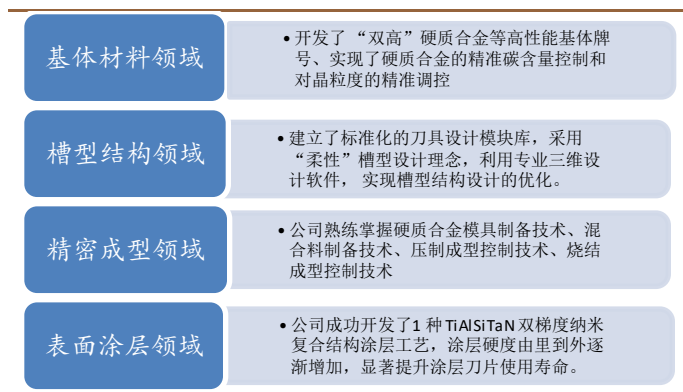 基体材料领域
•开发了“双高”硬质合金等高性能基体牌
号、实现了硬质合金的精准碳含量控制和
对晶粒度的精准调控
槽型结构领域
•建立了标准化的刀具设计模块库，采用
“柔性”槽型设计理念，利用专业三维设
计软件， 实现槽型结构设计的优化。
精密成型领域
•公司熟练掌握硬质合金模具制备技术、混
合料制备技术、压制成型控制技术、烧结
成型控制技术
表面涂层领域
•公司成功开发了1 种 TiAlSiTaN 双梯度纳米
复合结构涂层工艺，涂层硬度由里到外逐
渐增加，显著提升涂层刀片使用寿命。